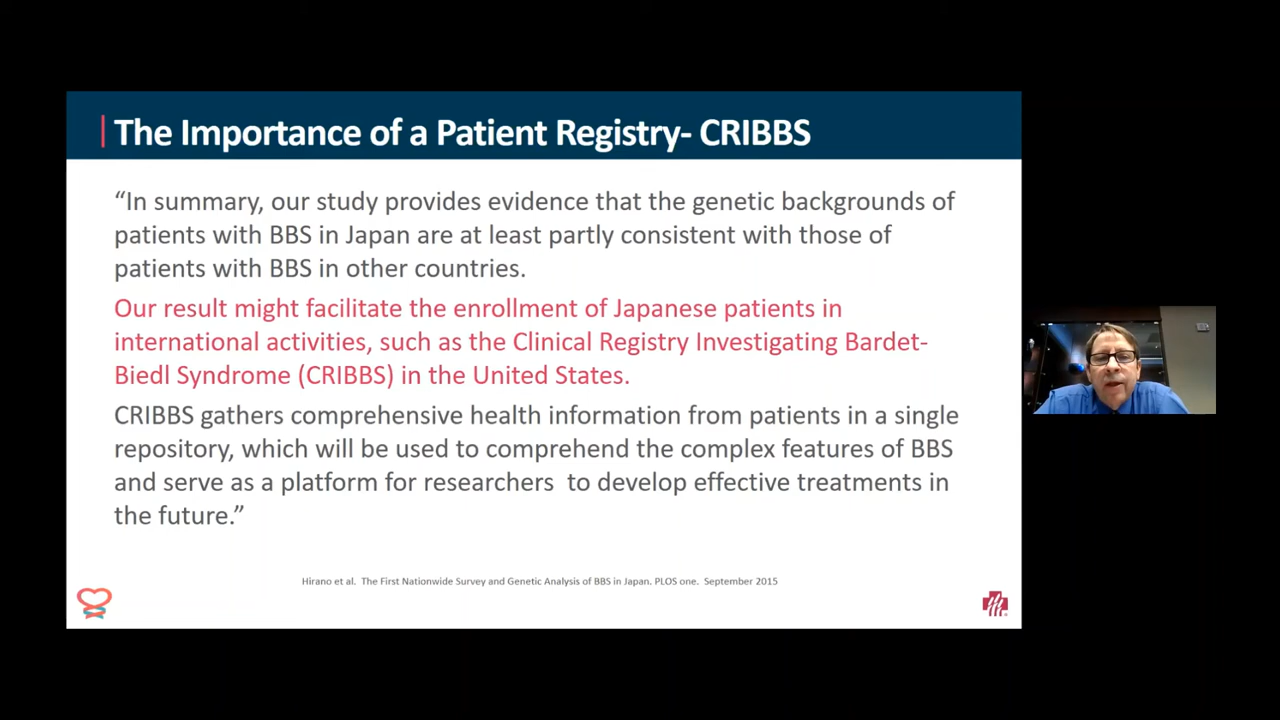 The Importance of a Patient Registry- CRIBBS
“In summary, our study provides evidence that the genetic backgrounds of
patients with BBS in Japan are at least partly consistent with those of
patients with BBS in other countries.
Our result might facilitate the enrollment of Japanese patients in
international activities, such as the Clinical Registry Investigating Bardet-
Biedl Syndrome (CRIBBS) in the United States.
CRIBBS gathers comprehensive health information from patients in a single
repository, which will be used to comprehend the complex features of BBS
and serve as a platform for researchers  to develop effective treatments in
the future.”
Hirano et al.  The First Nationwide Survey and Genetic Analysis of BBS in Japan. PLOS one.  September 2015